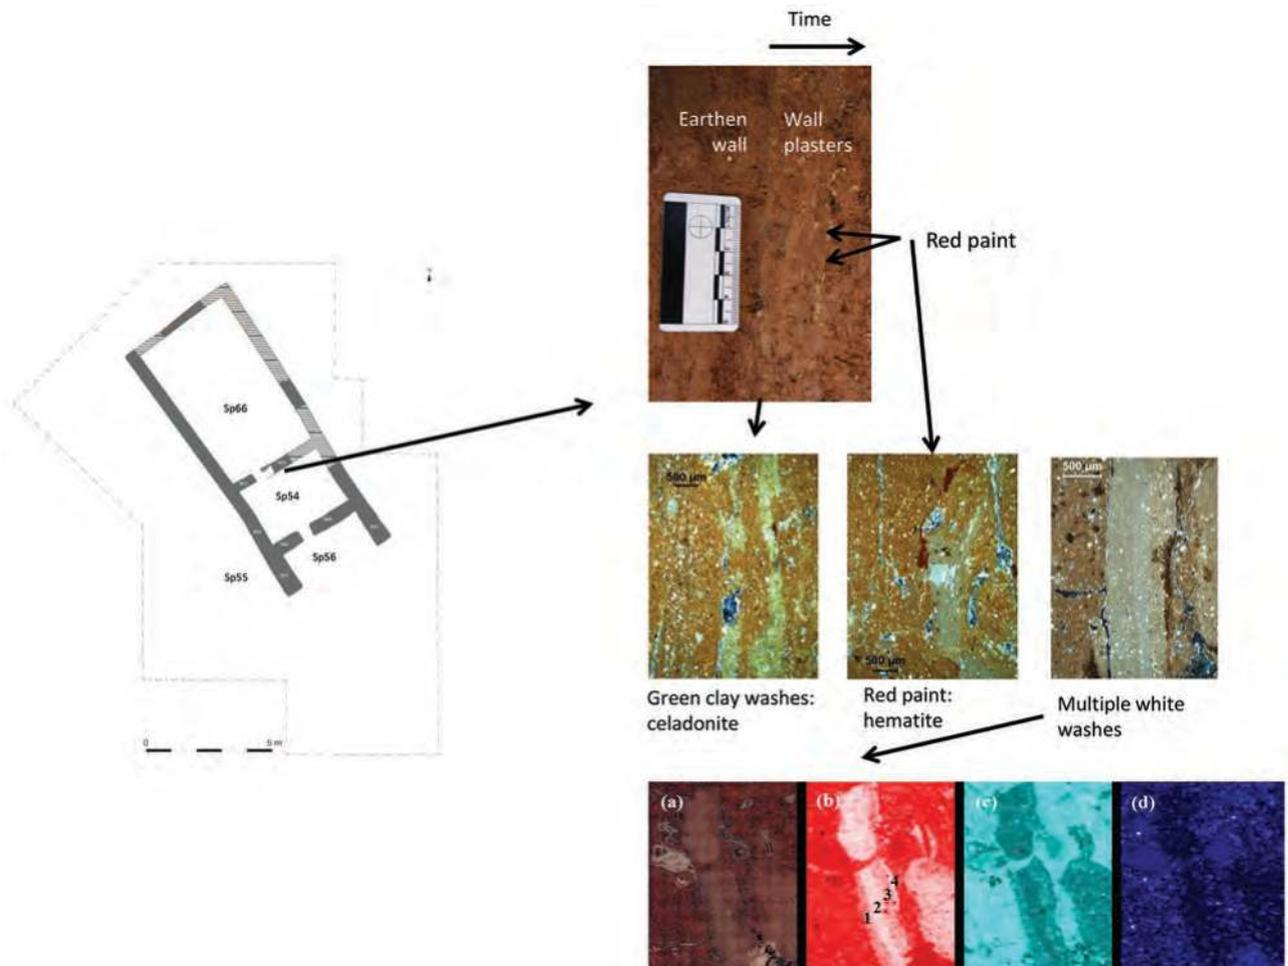 Time
Earthen
wall
Wall
plasters
Red paint
Sp66
Sp54
Sp56
Sp55
0
5 m
500 µm
500 µm
500 µm
Green clay washes:
celadonite
Red paint:
hematite
Multiple white
washes
(a)
(b)
(c)
(d)
4
3
2
1